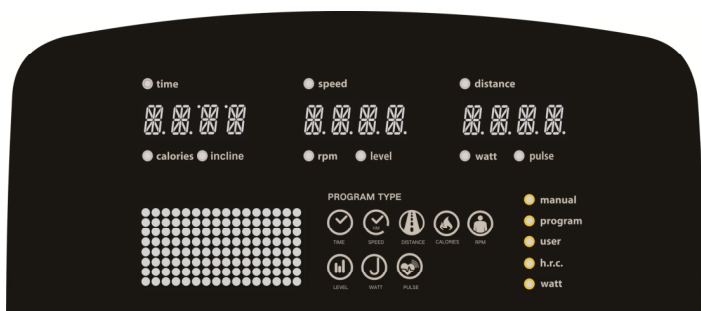 time speed distance
calories incline rpm level watt pulse
PROGRAM TYPE
TIME SPEED DISTANCE CALORIES RPM
LEVEL WATT PULSE
manual
program
user
h.r.c.
watt